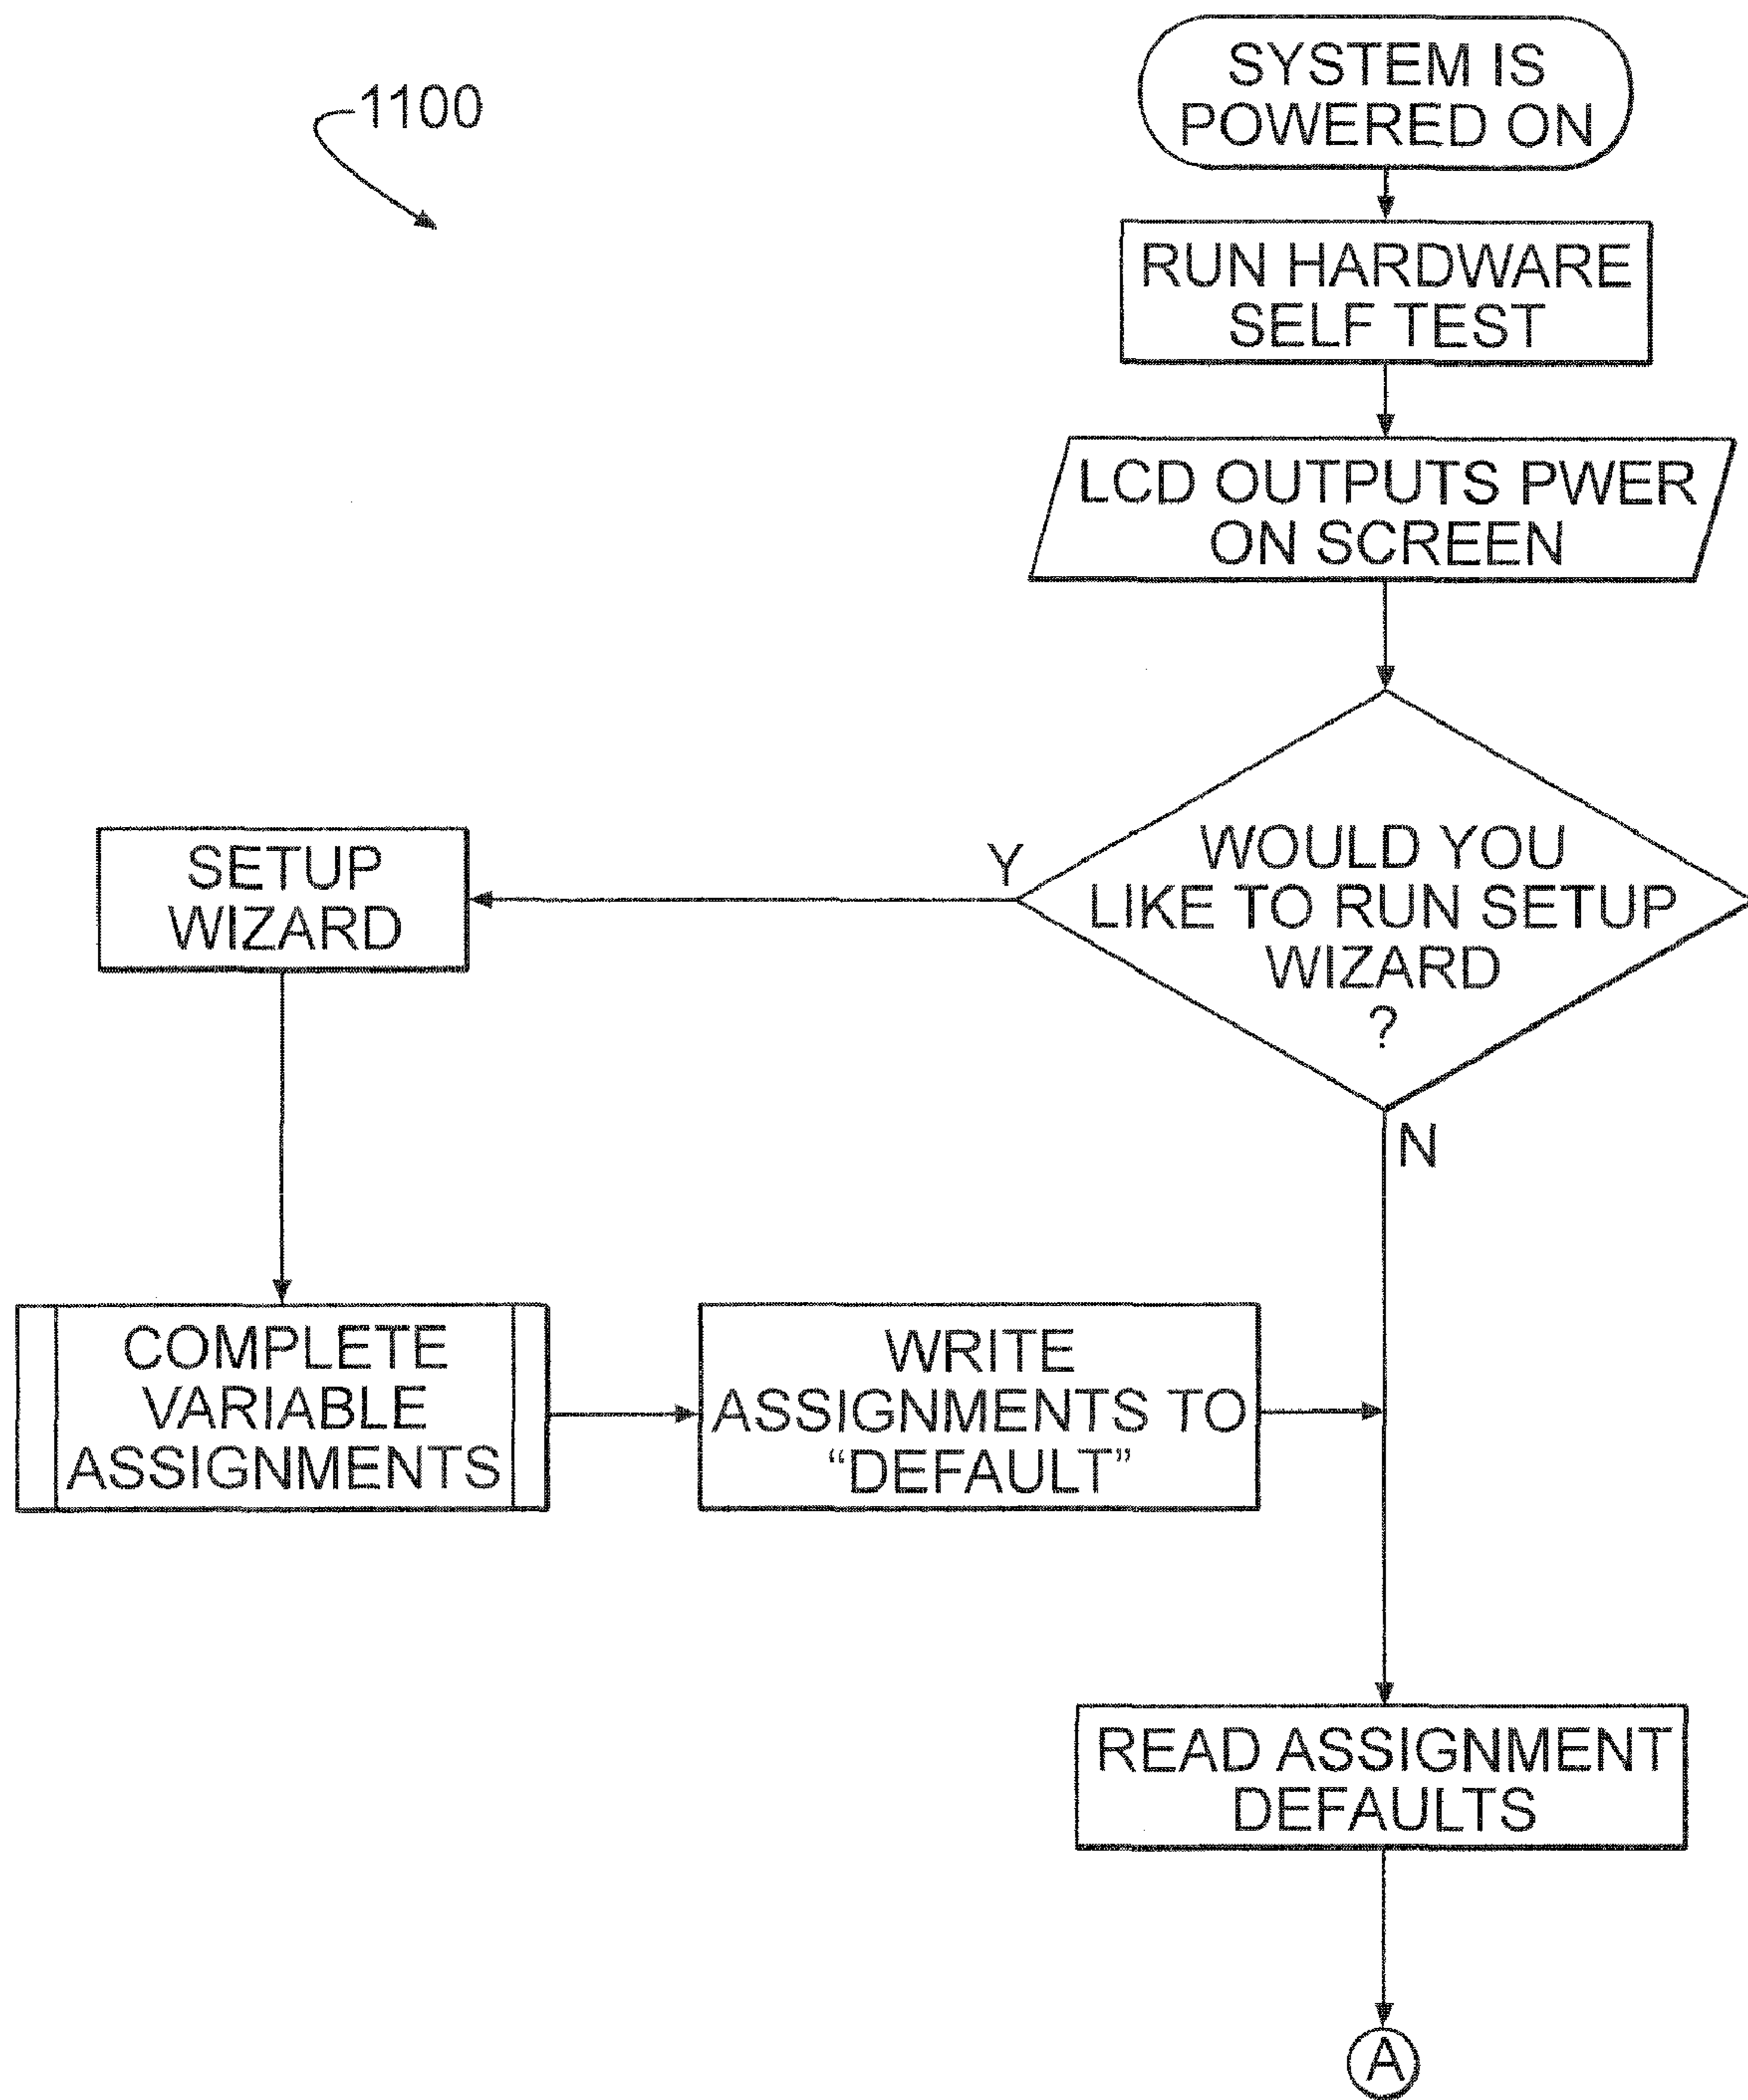 1100
SYSTEM IS
POWERED ON
RUN HARDWARE
SELF TEST
LCD OUTPUTS PWER
ON SCREEN
WOULD YOU
LIKE TO RUN SETUP
WIZARD
?
Y
N
SETUP
WIZARD
COMPLETE
VARIABLE
ASSIGNMENTS
WRITE
ASSIGNMENTS TO
“DEFAULT”
READ ASSIGNMENT
DEFAULTS
A